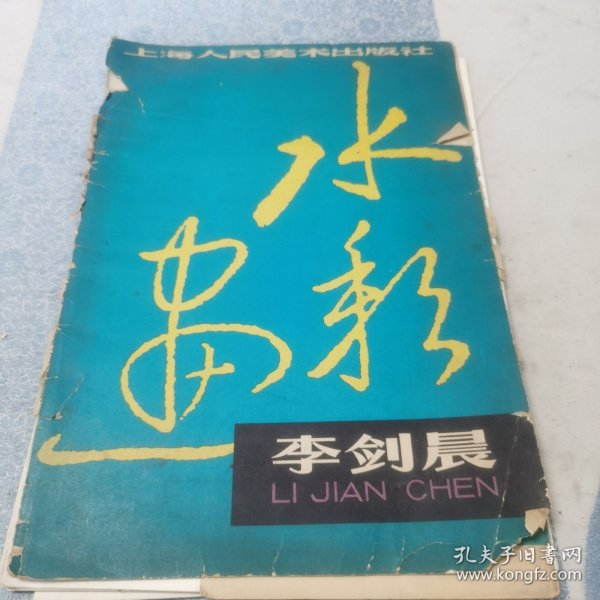 上海人民美术出版社
水彩
画
李剑晨
LI JIAN CHEN
孔夫子旧书网
www.kongfz.com